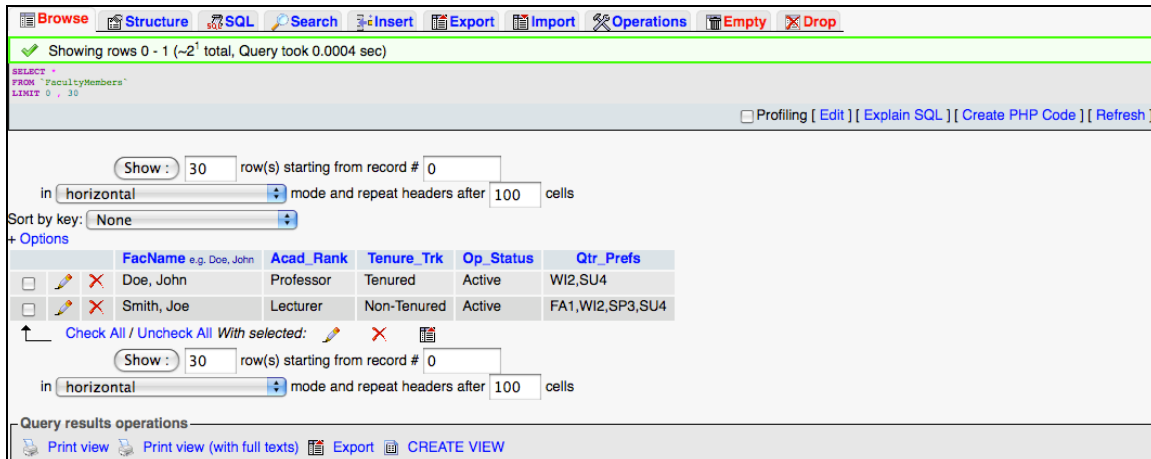 Browse Structure SQL Search Insert Export Import Operations Empty Drop
Showing rows 0 - 1 (~2¹ total, Query took 0.0004 sec)
SELECT *
FROM `FacultyMembers`
LIMIT 0 , 30
Profiling [ Edit ] [ Explain SQL ] [ Create PHP Code ] [ Refresh ]
Show : 30 row(s) starting from record # 0
in horizontal mode and repeat headers after 100 cells
Sort by key: None
+ Options
FacName e.g. Doe, John Acad_Rank Tenure_Trk Op_Status Qtr_Prefs
Doe, John Professor Tenured Active WI2,SU4
Smith, Joe Lecturer Non-Tenured Active FA1,WI2,SP3,SU4
Check All / Uncheck All With selected:
Show : 30 row(s) starting from record # 0
in horizontal mode and repeat headers after 100 cells
Query results operations
Print view Print view (with full texts) Export CREATE VIEW